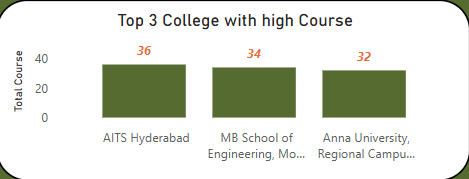 Top 3 College with high Course
Total Course
40
20
0
36
34
32
AITS Hyderabad
MB School of
Engineering, Mo...
Anna University,
Regional Campu...